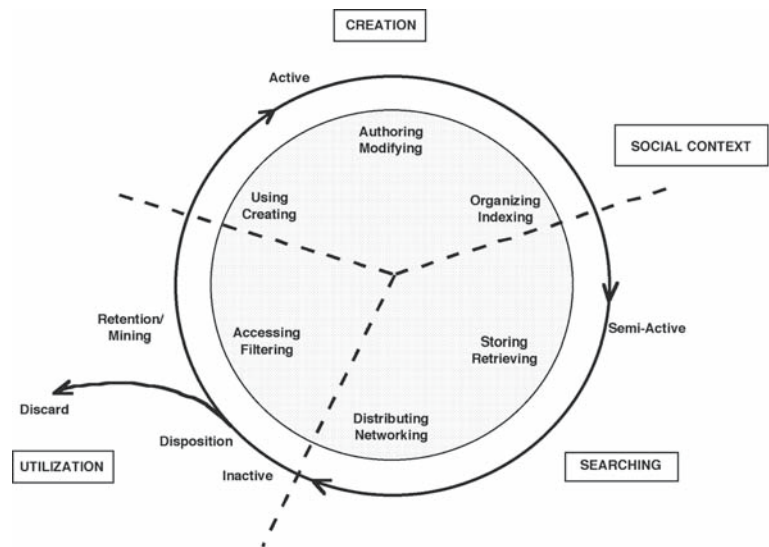 CREATION
Active
Authoring
Modifying
SOCIAL CONTEXT
Using
Creating
Organizing
Indexing
Retention/
Mining
Accessing
Filtering
Storing
Retrieving
Semi-Active
Discard
Distributing
Networking
Disposition
UTILIZATION
Inactive
SEARCHING